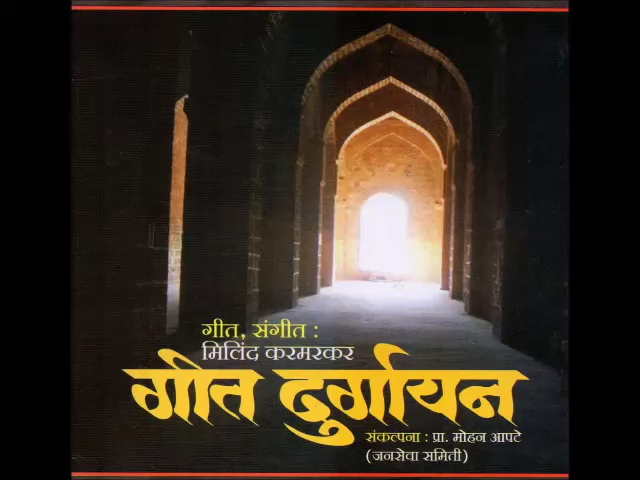 गीत, संगीत :
मिलिंद करमरकर
गीत दुर्गायन
संकल्पना : प्रा. मोहन आपटे
(जनसेवा समिती)